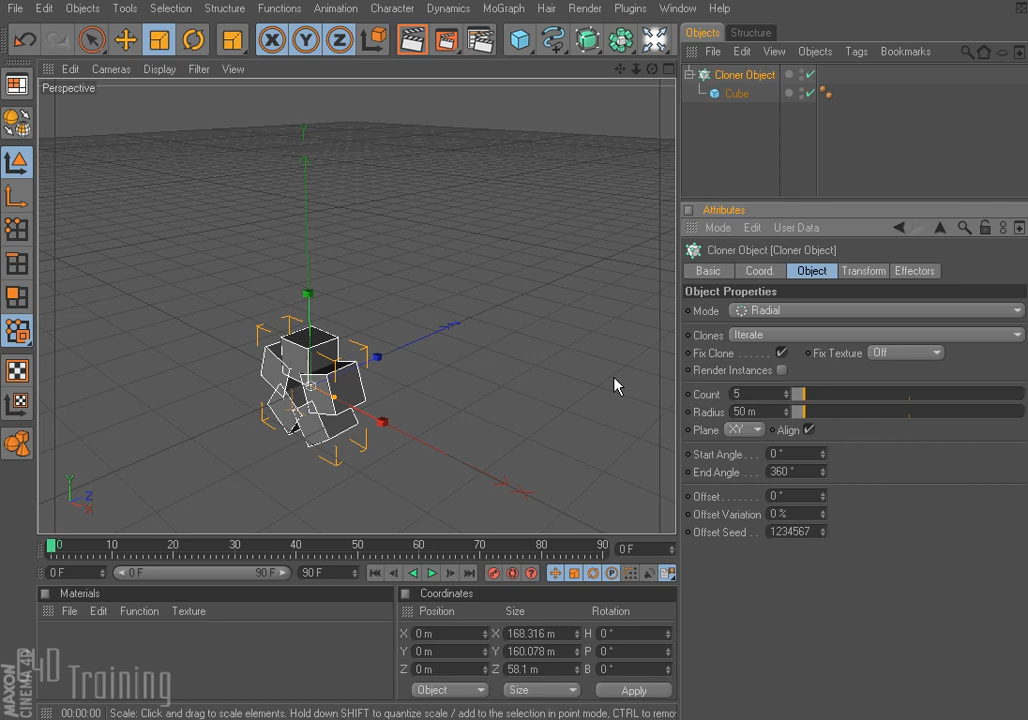 File Edit Objects Tools Selection Structure Functions Animation Character Dynamics MoGraph Hair Render Plugins Window Help
X Y Z
Objects Structure
File Edit View Objects Tags Bookmarks
Cloner Object
Cube
Edit Cameras Display Filter View
Perspective
Y
Y
Z
X
Attributes
Mode Edit User Data
Cloner Object [Cloner Object]
Basic Coord. Object Transform Effectors
Object Properties
Mode Radial
Clones Iterate
Fix Clone Fix Texture Off
Render Instances
Count 5
Radius 50 m
Plane XY Align
Start Angle 0 °
End Angle 360 °
Offset 0 °
Offset Variation 0 %
Offset Seed 1234567
0 10 20 30 40 50 60 70 80 90 0 F
0 F 0 F 90 F 90 F
Materials
File Edit Function Texture
Coordinates
Position Size Rotation
X 0 m X 168.316 m H 0 °
Y 0 m Y 160.078 m P 0 °
Z 0 m Z 58.1 m B 0 °
Object Size Apply
MAXON CINEMA 4D
C4D Training
00:00:00 Scale: Click and drag to scale elements. Hold down SHIFT to quantize scale / add to the selection in point mode, CTRL to remo